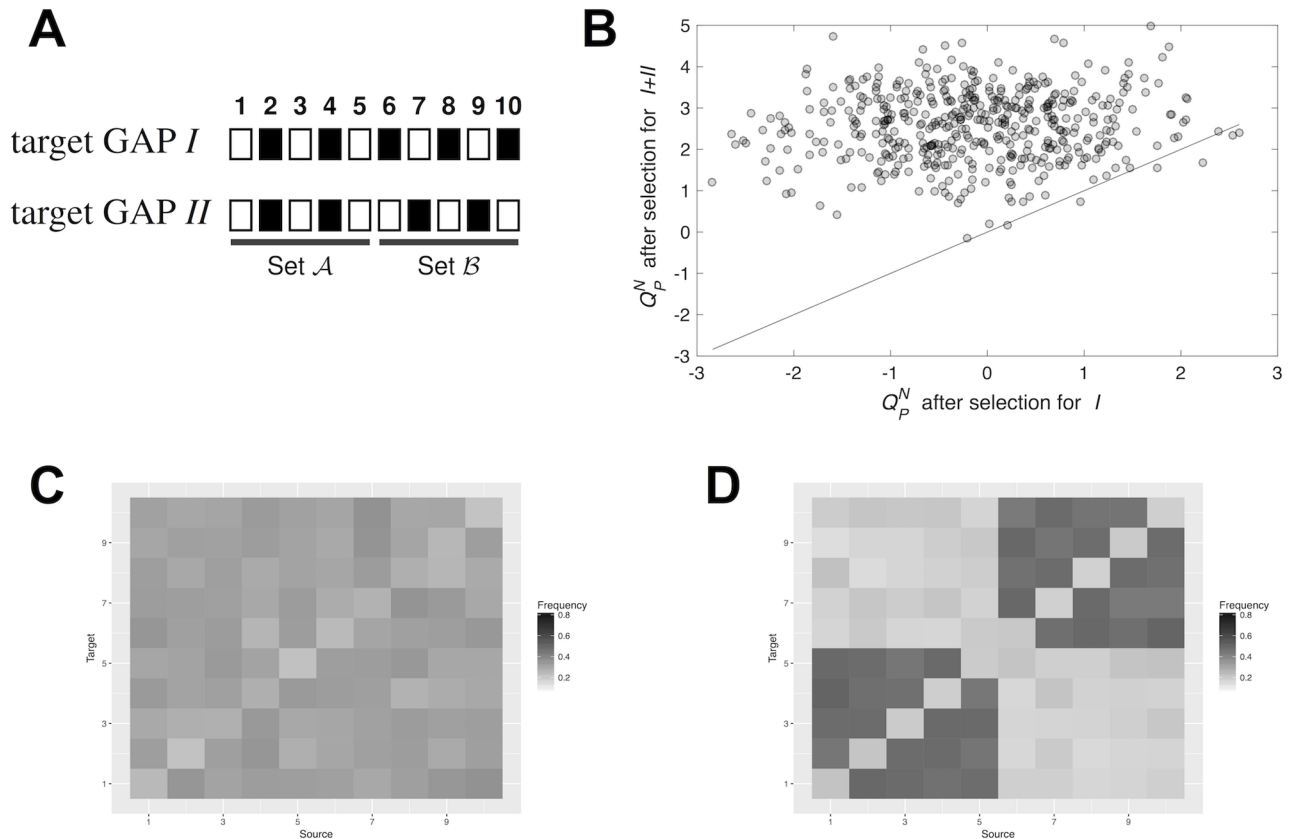 A
1 2 3 4 5 6 7 8 9 10
target GAP I
target GAP II
Set A
Set B
B
Q_P^N after selection for I+II
5
4
3
2
1
0
-1
-2
-3
-3 -2 -1 0 1 2 3
Q_P^N after selection for I
C
Target
9
7
5
3
1
1 3 5 7 9
Source
Frequency
0.8
0.6
0.4
0.2
D
Target
9
7
5
3
1
1 3 5 7 9
Source
Frequency
0.8
0.6
0.4
0.2